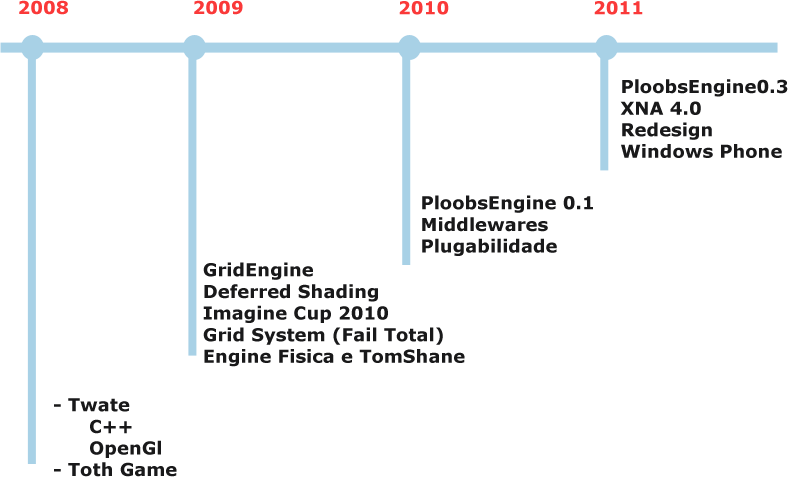 2008 2009 2010 2011
PloobsEngine0.3
XNA 4.0
Redesign
Windows Phone
PloobsEngine 0.1
Middlewares
Plugabilidade
GridEngine
Deferred Shading
Imagine Cup 2010
Grid System (Fail Total)
Engine Fisica e TomShane
- Twate
C++
OpenGl
- Toth Game